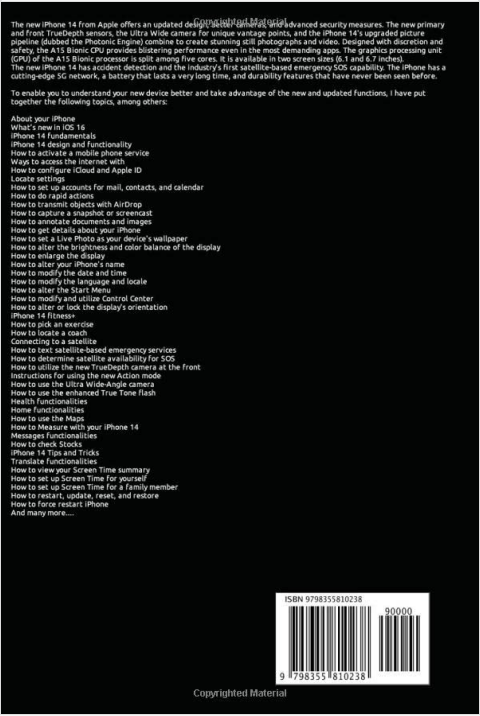 Copyrighted Material
The new iPhone 14 from Apple offers an updated design, better cameras, and advanced security measures. The new primary
and front TrueDepth sensors, the Ultra Wide camera for unique vantage points, and the iPhone 14's upgraded picture
pipeline (dubbed the Photonic Engine) combine to create stunning still photographs and video. Designed with discretion and
safety, the A15 Bionic CPU provides blistering performance even in the most demanding apps. The graphics processing unit
(GPU) of the A15 Bionic processor is split among five cores. It is available in two screen sizes (6.1 and 6.7 inches).
The new iPhone 14 has accident detection and the industry's first satellite-based emergency SOS capability. The iPhone has a
cutting-edge 5G network, a battery that lasts a very long time, and durability features that have never been seen before.
To enable you to understand your new device better and take advantage of the new and updated functions, I have put
together the following topics, among others:
About your iPhone
What's new in iOS 16
iPhone 14 fundamentals
iPhone 14 design and functionality
How to activate a mobile phone service
Ways to access the internet with
How to configure iCloud and Apple ID
Locate settings
How to set up accounts for mail, contacts, and calendar
How to do rapid actions
How to transmit objects with AirDrop
How to capture a snapshot or screencast
How to annotate documents and images
How to get details about your iPhone
How to set a Live Photo as your device's wallpaper
How to alter the brightness and color balance of the display
How to enlarge the display
How to alter your iPhone's name
How to modify the date and time
How to modify the language and locale
How to alter the Start Menu
How to modify and utilize Control Center
How to alter or lock the display's orientation
iPhone 14 fitness+
How to pick an exercise
How to locate a coach
Connecting to a satellite
How to text satellite-based emergency services
How to determine satellite availability for SOS
How to utilize the new TrueDepth camera at the front
Instructions for using the new Action mode
How to use the Ultra Wide-Angle camera
How to use the enhanced True Tone flash
Health functionalities
Home functionalities
How to use the Maps
How to Measure with your iPhone 14
Messages functionalities
How to check Stocks
iPhone 14 Tips and Tricks
Translate functionalities
How to view your Screen Time summary
How to set up Screen Time for yourself
How to set up Screen Time for a family member
How to restart, update, reset, and restore
How to force restart iPhone
And many more....
ISBN 9798355810238
90000
9 798355 810238
Copyrighted Material